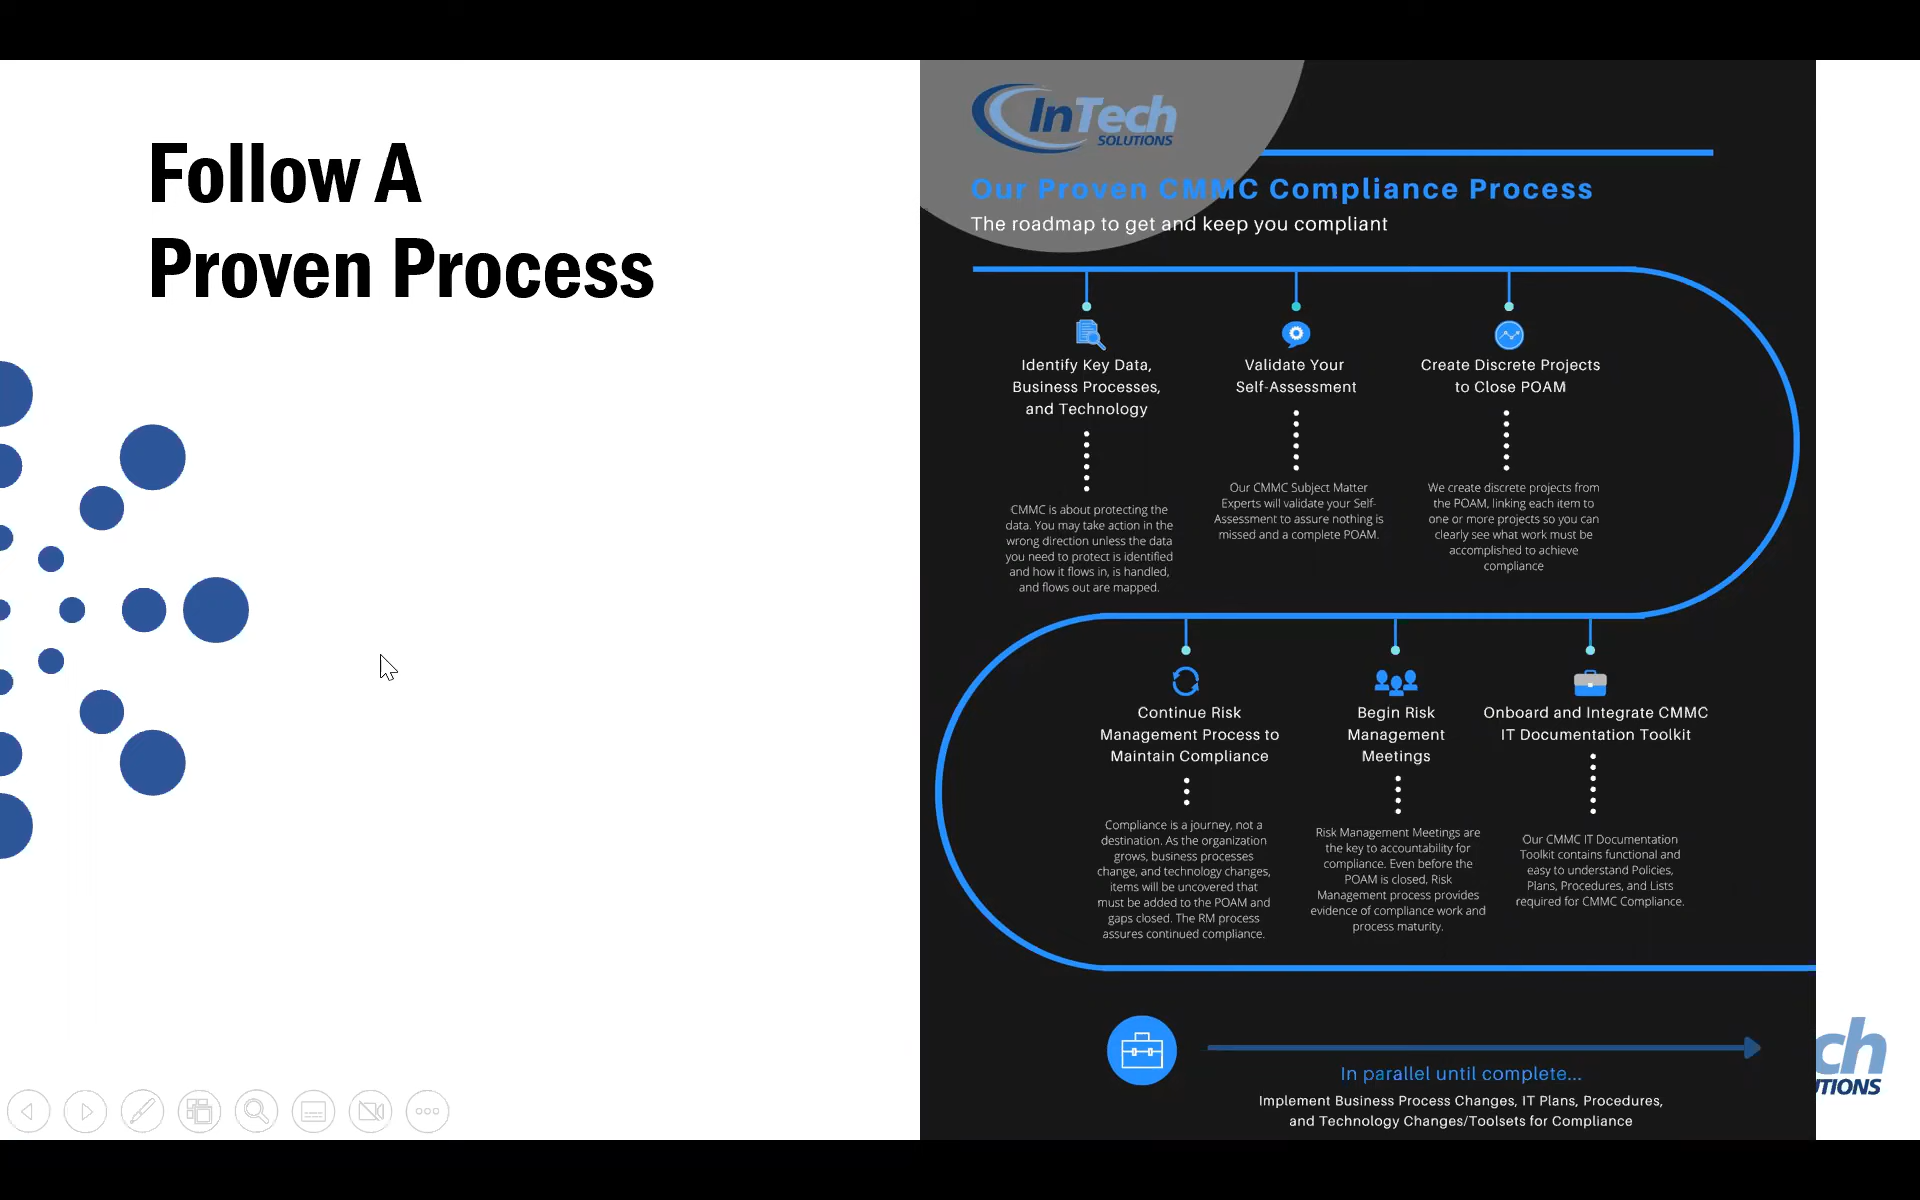 Follow A
Proven Process
InTech
SOLUTIONS
Our Proven CMMC Compliance Process
The roadmap to get and keep you compliant
Identify Key Data,
Business Processes,
and Technology
CMMC is about protecting the
data. You may take action in the
wrong direction unless the data
you need to protect is identified
and how it flows in, is handled,
and flows out are mapped.
Validate Your
Self-Assessment
Our CMMC Subject Matter
Experts will validate your Self-
Assessment to assure nothing is
missed and a complete POAM.
Create Discrete Projects
to Close POAM
We create discrete projects from
the POAM, linking each item to
one or more projects so you can
clearly see what work must be
accomplished to achieve
compliance
Continue Risk
Management Process to
Maintain Compliance
Compliance is a journey, not a
destination. As the organization
grows, business processes
change, and technology changes,
items will be uncovered that
must be added to the POAM and
gaps closed. The RM process
assures continued compliance.
Begin Risk
Management
Meetings
Risk Management Meetings are
the key to accountability for
compliance. Even before the
POAM is closed, Risk
Management process provides
evidence of compliance work and
process maturity.
Onboard and Integrate CMMC
IT Documentation Toolkit
Our CMMC IT Documentation
Toolkit contains functional and
easy to understand Policies,
Plans, Procedures, and Lists
required for CMMC Compliance.
In parallel until complete...
Implement Business Process Changes, IT Plans, Procedures,
and Technology Changes/Toolsets for Compliance
ch
UTIONS